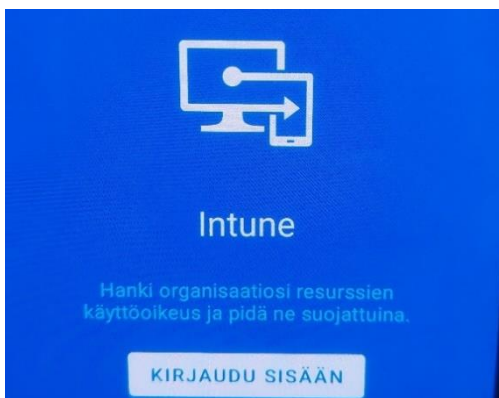 Intune
Hanki organisaatiosi resurssien
käyttöoikeus ja pidä ne suojattuina.
KIRJAUDU SISÄÄN